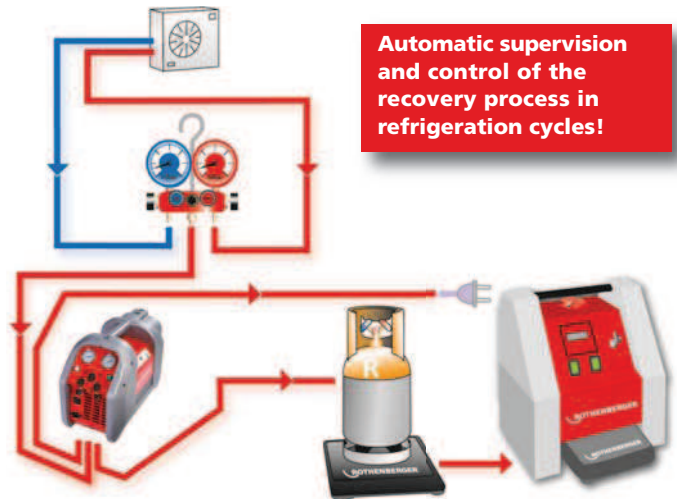 Automatic supervision
and control of the
recovery process in
refrigeration cycles!
R
ROTHENBERGER
ROTHENBERGER
ROTHENBERGER